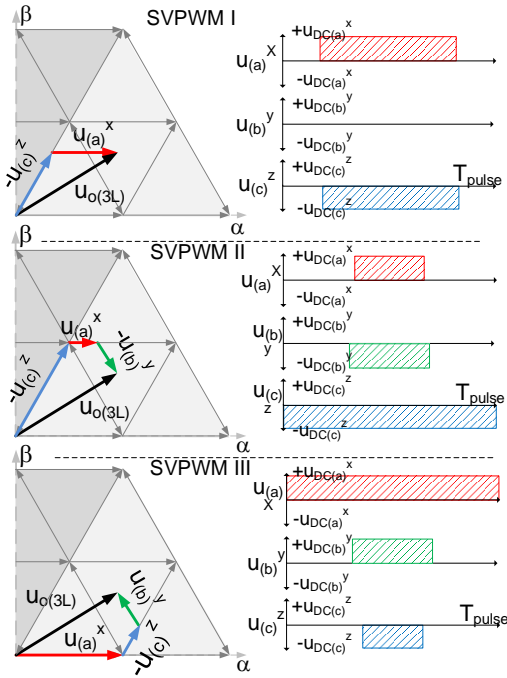 β
SVPWM I
u(a)x
-u(c)z
uo(3L)
α
+uDC(a)x
u(a)X
-uDC(a)x
+uDC(b)y
u(b)y
-uDC(b)y
+uDC(c)z
u(c)z
Tpulse
-uDC(c)z
β
SVPWM II
u(a)x
-u(b)y
-u(c)z
uo(3L)
α
+uDC(a)x
u(a)X
-uDC(a)x
+uDC(b)y
u(b)
y
-uDC(b)y
+uDC(c)z
u(c)
z
Tpulse
-uDC(c)z
β
SVPWM III
uo(3L)
u(b)y
u(a)x
-u(c)z
α
+uDC(a)x
u(a)
X
-uDC(a)x
+uDC(b)y
u(b)y
-uDC(b)y
+uDC(c)z
u(c)z
Tpulse
-uDC(c)z